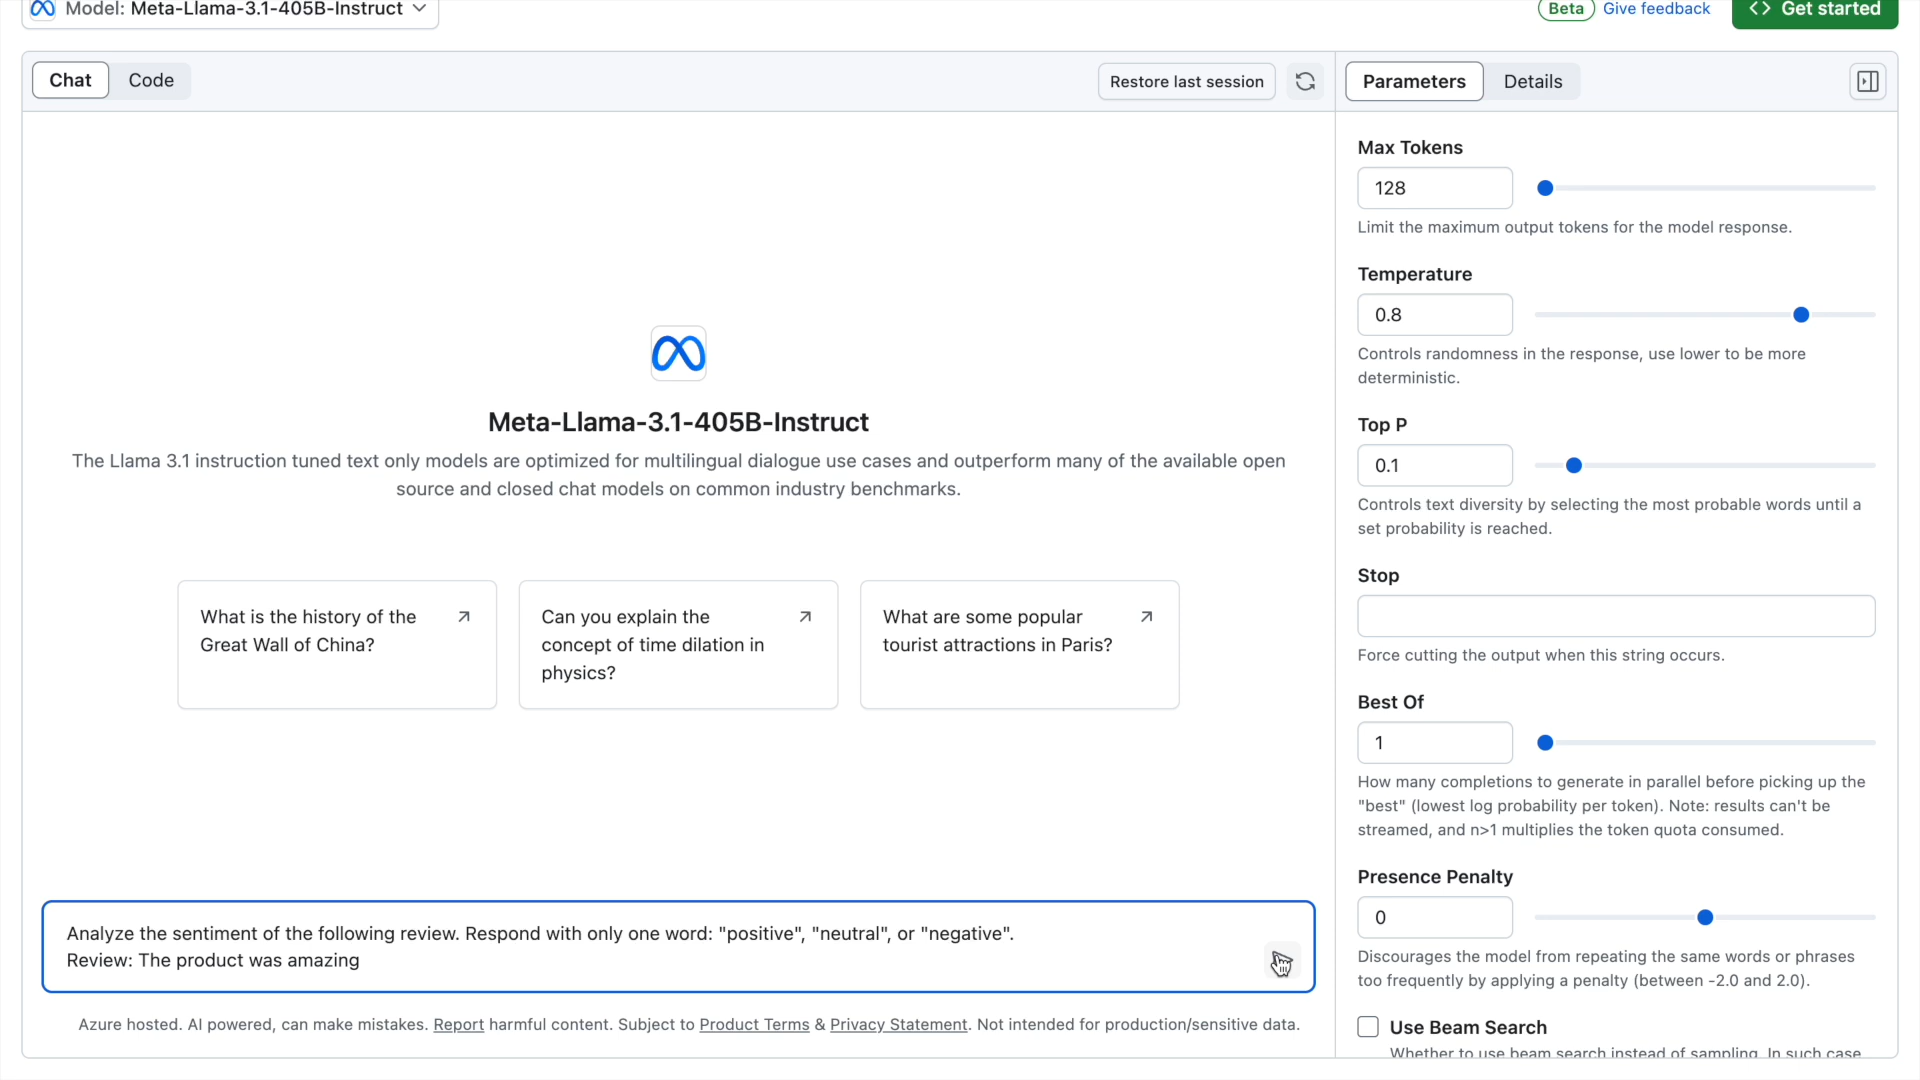 Model: Meta-Llama-3.1-405B-Instruct
Beta
Give feedback
Get started
Chat
Code
Restore last session
Parameters
Details
Meta-Llama-3.1-405B-Instruct
The Llama 3.1 instruction tuned text only models are optimized for multilingual dialogue use cases and outperform many of the available open
source and closed chat models on common industry benchmarks.
What is the history of the
Great Wall of China?
Can you explain the
concept of time dilation in
physics?
What are some popular
tourist attractions in Paris?
Analyze the sentiment of the following review. Respond with only one word: "positive", "neutral", or "negative".
Review: The product was amazing
Azure hosted. AI powered, can make mistakes. Report harmful content. Subject to Product Terms & Privacy Statement. Not intended for production/sensitive data.
Max Tokens
128
Limit the maximum output tokens for the model response.
Temperature
0.8
Controls randomness in the response, use lower to be more
deterministic.
Top P
0.1
Controls text diversity by selecting the most probable words until a
set probability is reached.
Stop
Force cutting the output when this string occurs.
Best Of
1
How many completions to generate in parallel before picking up the
"best" (lowest log probability per token). Note: results can't be
streamed, and n>1 multiplies the token quota consumed.
Presence Penalty
0
Discourages the model from repeating the same words or phrases
too frequently by applying a penalty (between -2.0 and 2.0).
Use Beam Search
Whether to use beam search instead of sampling. In such case